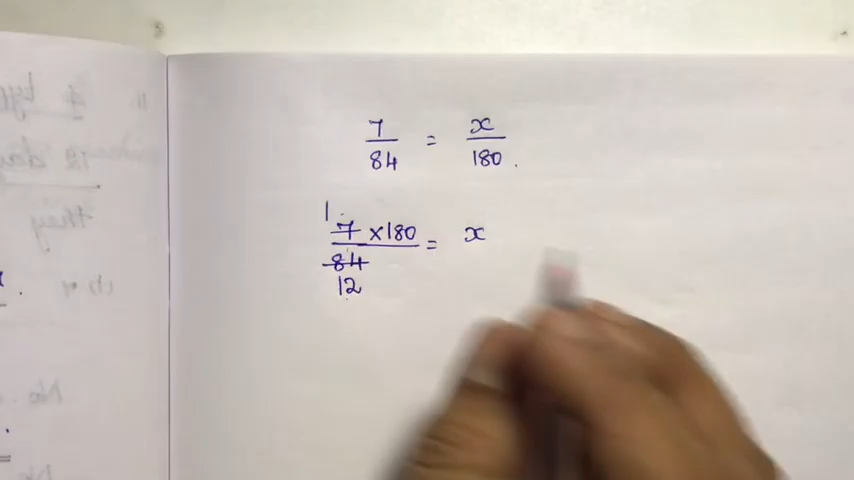 7/84 = x/180.
1
7 × 180 = x
84
12